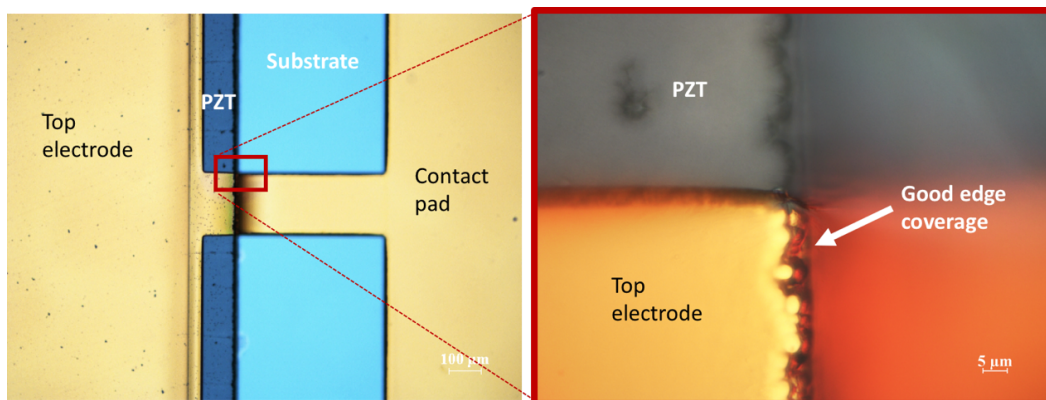 Substrate
PZT
Top
electrode
Contact
pad
100 µm
PZT
Good edge
coverage
Top
electrode
5 µm